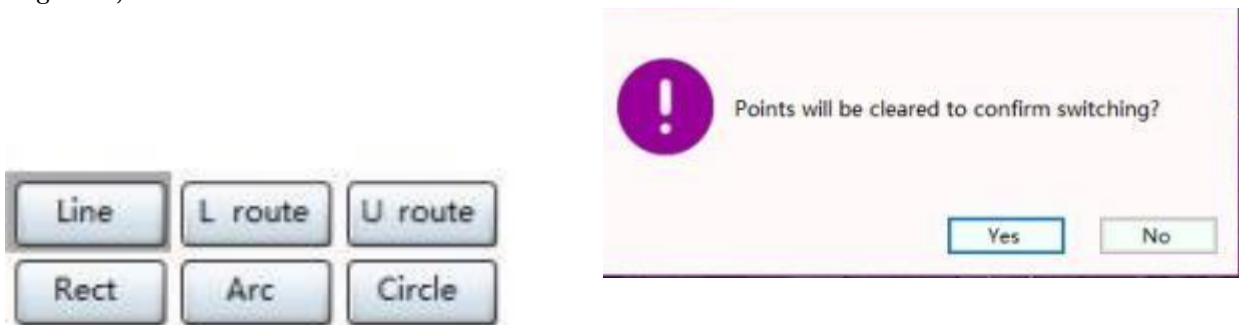 Points will be cleared to confirm switching?
Yes No
Line L route U route
Rect Arc Circle